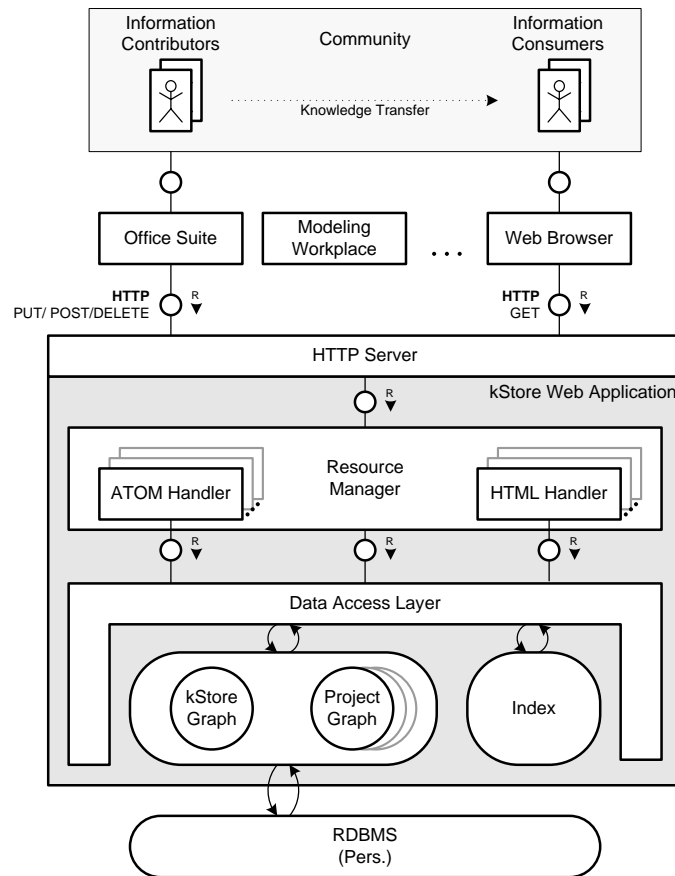 Information
Contributors
Community
Information
Consumers
Knowledge Transfer
Office Suite
Modeling
Workplace
...
Web Browser
HTTP
PUT/ POST/DELETE
R
HTTP
GET
R
HTTP Server
kStore Web Application
R
Resource
Manager
ATOM Handler
HTML Handler
R
R
R
Data Access Layer
kStore
Graph
Project
Graph
Index
RDBMS
(Pers.)